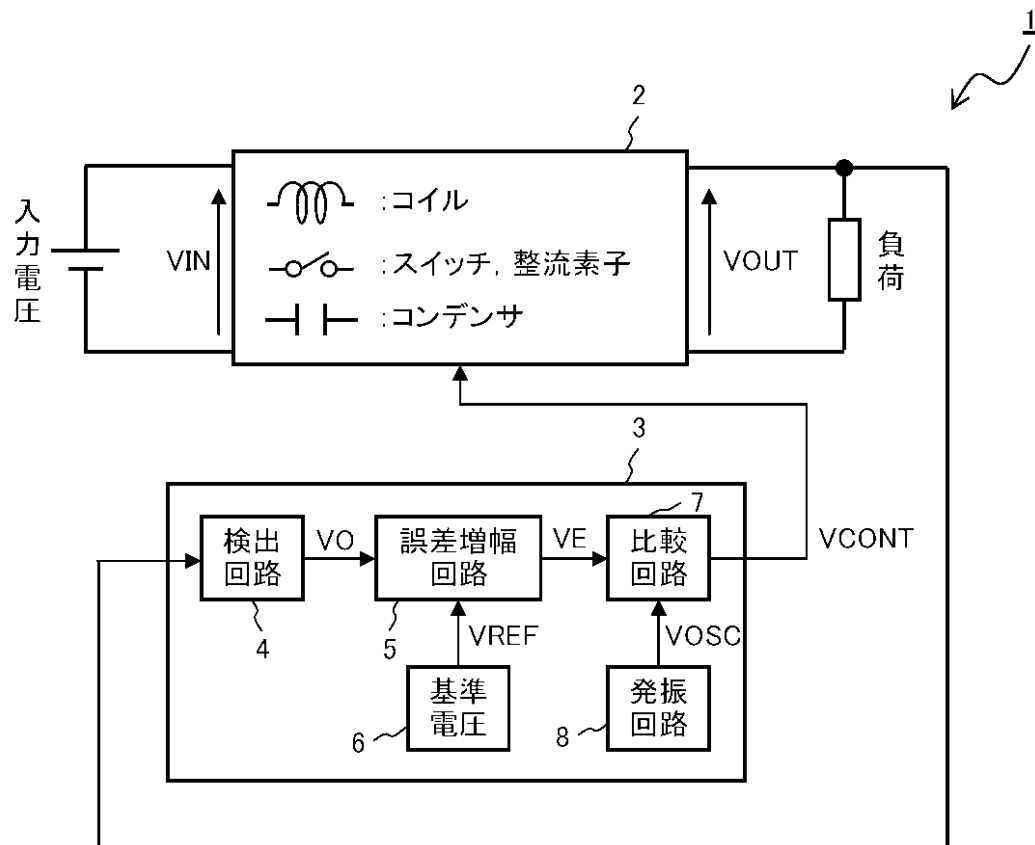 1
2
入力電圧
VIN
:コイル
:スイッチ, 整流素子
:コンデンサ
VOUT
負荷
3
検出
回路
4
VO
誤差増幅
回路
5
VE
7
比較
回路
VCONT
VREF
VOSC
基準
電圧
6
発振
回路
8